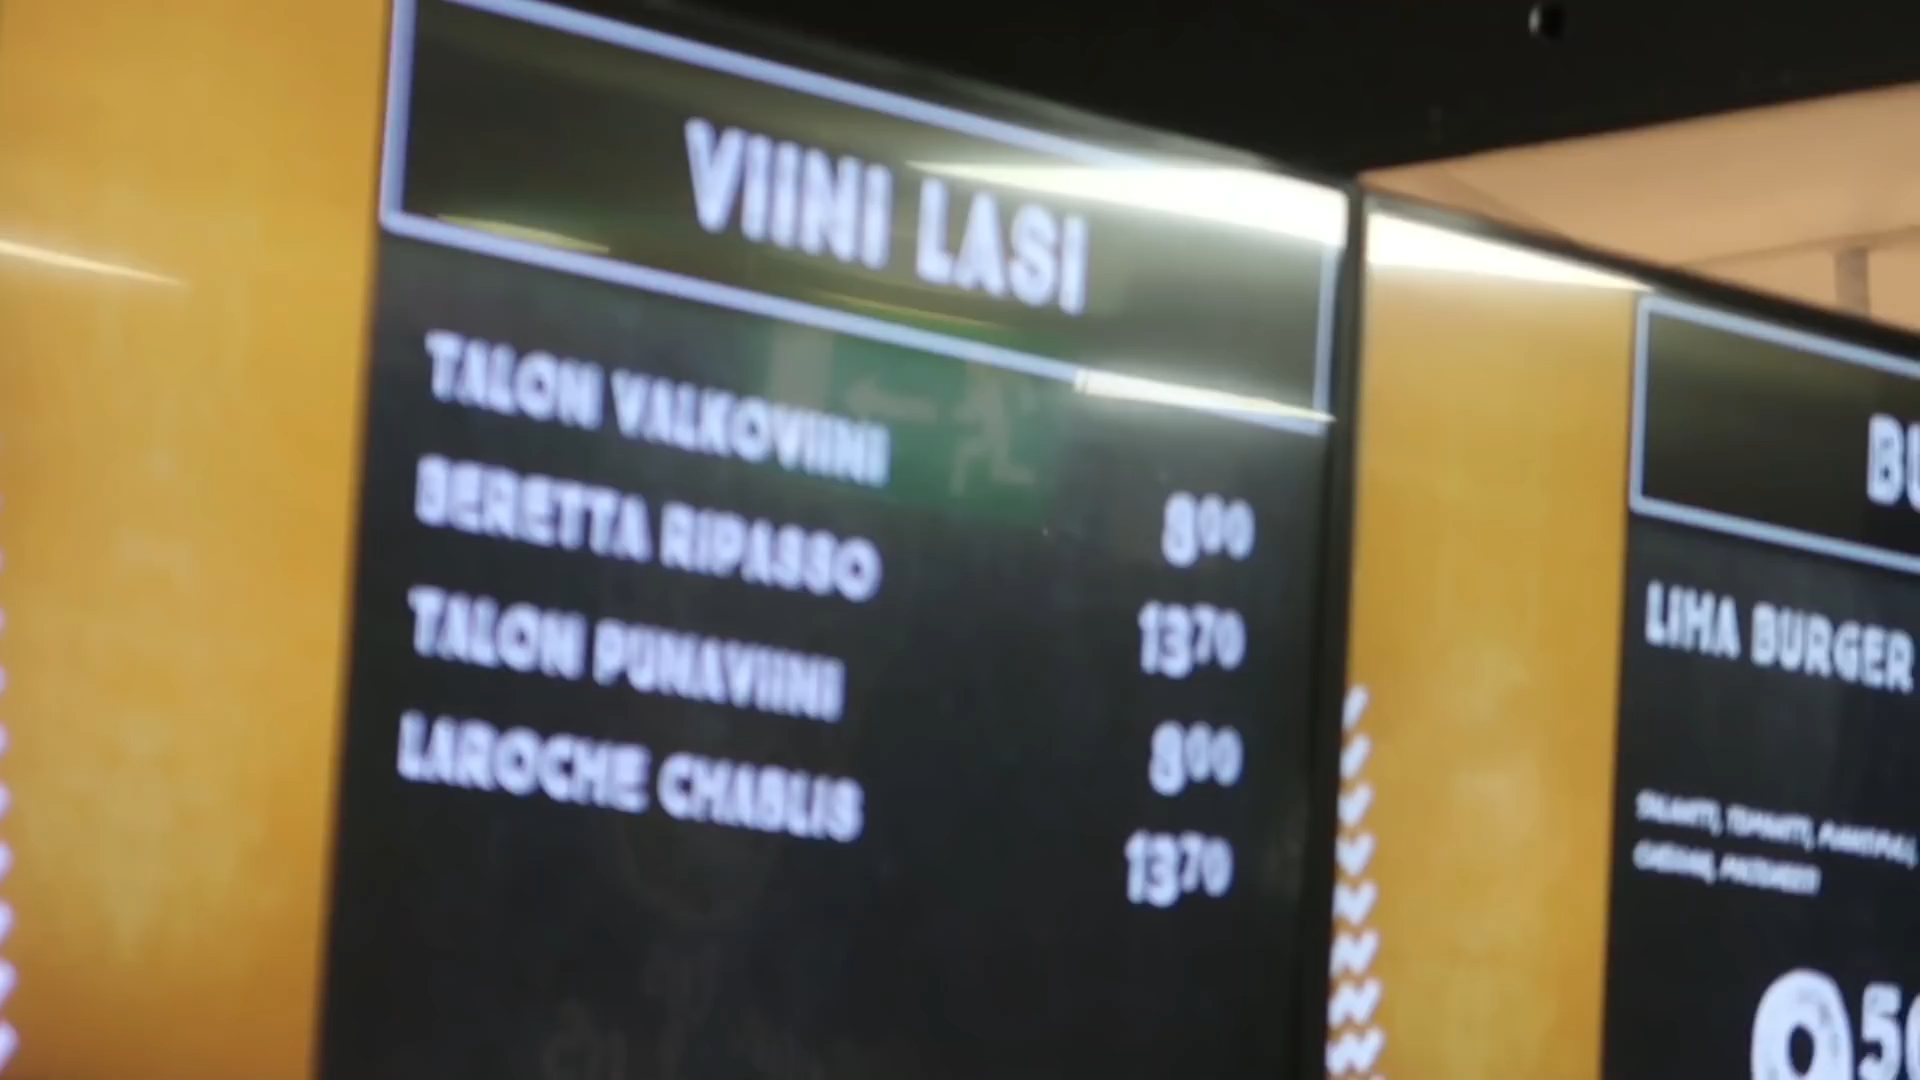 VIINI LASI
TALON VALKOVIINI 8⁰⁰
BERETTA RIPASSO 13⁷⁰
TALON PUNAVIINI 8⁰⁰
LAROCHE CHABLIS 13⁷⁰
LIHA BURGER